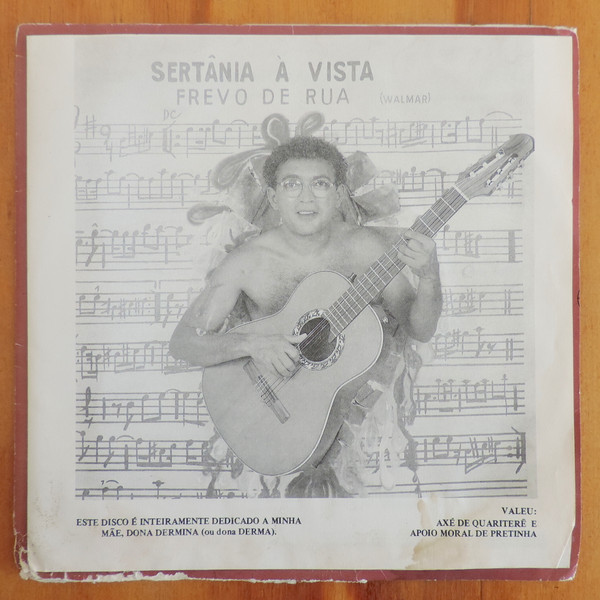 SERTÂNIA À VISTA
FREVO DE RUA (WALMAR)
DC
ESTE DISCO É INTEIRAMENTE DEDICADO A MINHA
MÃE, DONA DERMINA (ou dona DERMA).
VALEU:
AXÉ DE QUARITERÊ E
APOIO MORAL DE PRETINHA